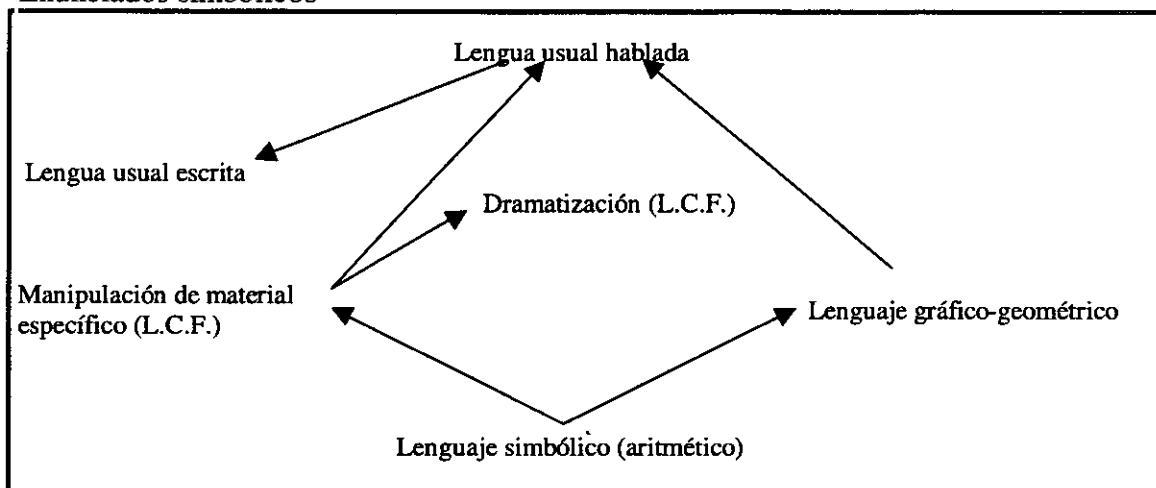 Enunciados simbólicos
Lengua usual hablada
Lengua usual escrita
Dramatización (L.C.F.)
Manipulación de material
específico (L.C.F.)
Lenguaje gráfico-geométrico
Lenguaje simbólico (aritmético)